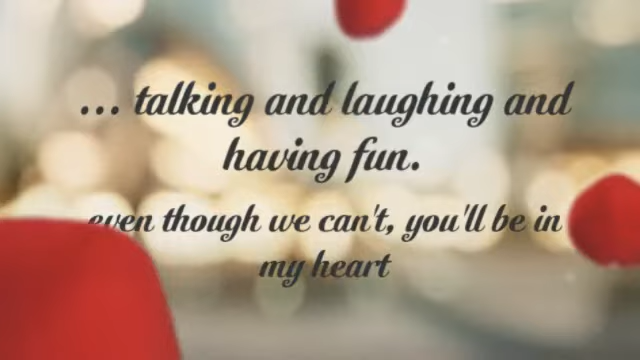 ... talking and laughing and
having fun.
even though we can't, you'll be in
my heart